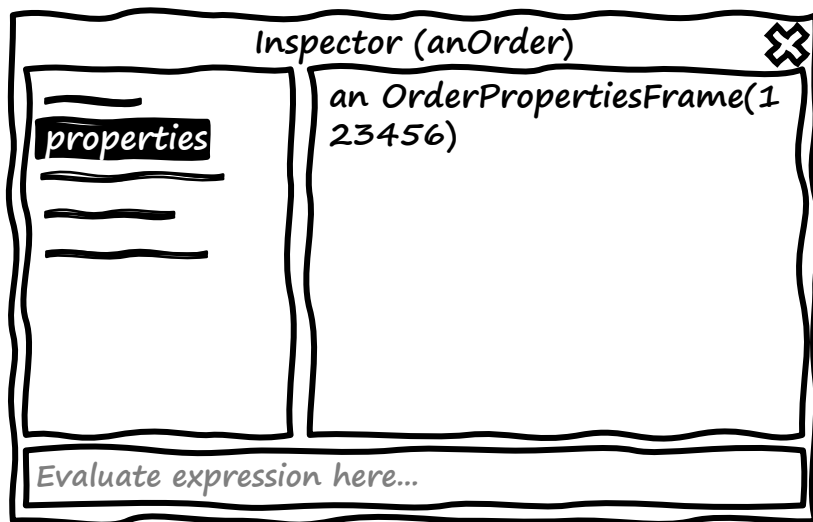 Inspector (anOrder)
properties
an OrderPropertiesFrame(1
23456)
Evaluate expression here...